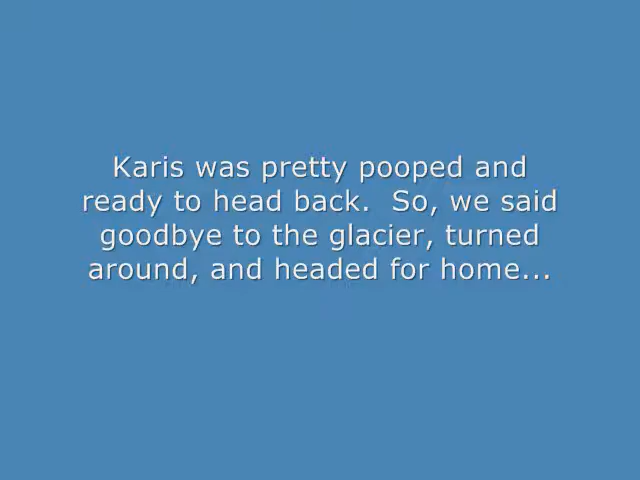 Karis was pretty pooped and
ready to head back.  So, we said
goodbye to the glacier, turned
around, and headed for home...